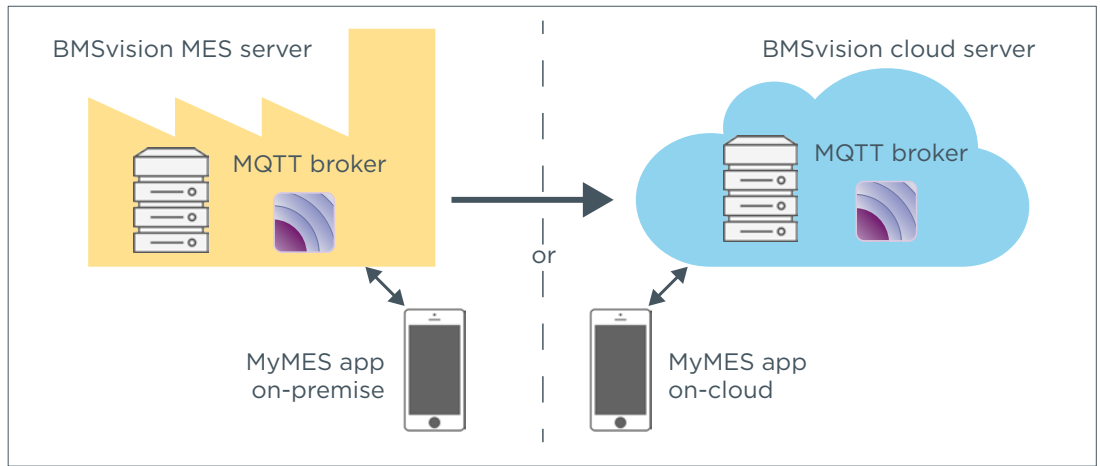 BMSvision MES server
BMSvision cloud server
MQTT broker
MQTT broker
or
MyMES app
on-premise
MyMES app
on-cloud